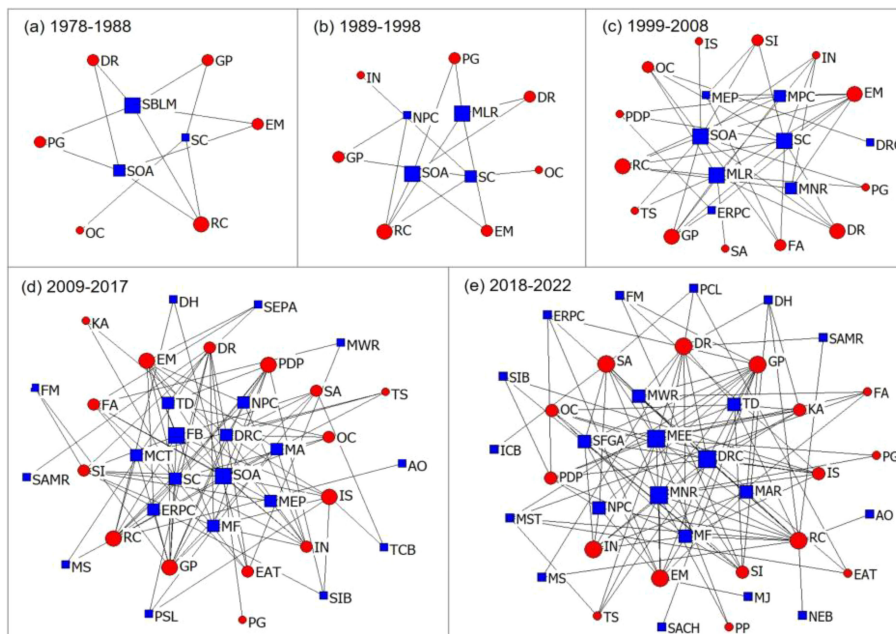 (a) 1978-1988
DR
GP
SBLM
EM
SC
PG
SOA
RC
OC
(b) 1989-1998
PG
IN
DR
NPC
MLR
GP
SOA
SC
OC
RC
EM
(c) 1999-2008
IS
SI
IN
OC
MEP
MPC
EM
PDP
SOA
SC
DRC
RC
MLR
MNR
PG
TS
ERPC
GP
SA
FA
DR
(d) 2009-2017
DH
SEPA
KA
MWR
EM
DR
PDP
FM
SA
TS
FA
TD
NPC
FB
DRC
OC
MCT
MA
SI
AO
SAMR
SC
SOA
IS
ERPC
MEP
RC
MF
IN
TCB
MS
GP
EAT
SIB
PSL
PG
(e) 2018-2022
PCL
FM
DH
ERPC
SAMR
DR
SA
GP
SIB
MWR
FA
OC
TD
KA
SFGA
MEE
ICB
DRC
PG
PDP
IS
MNR
MAR
NPC
MST
AO
MF
RC
IN
MS
EM
SI
EAT
MJ
TS
NEB
SACH
PP